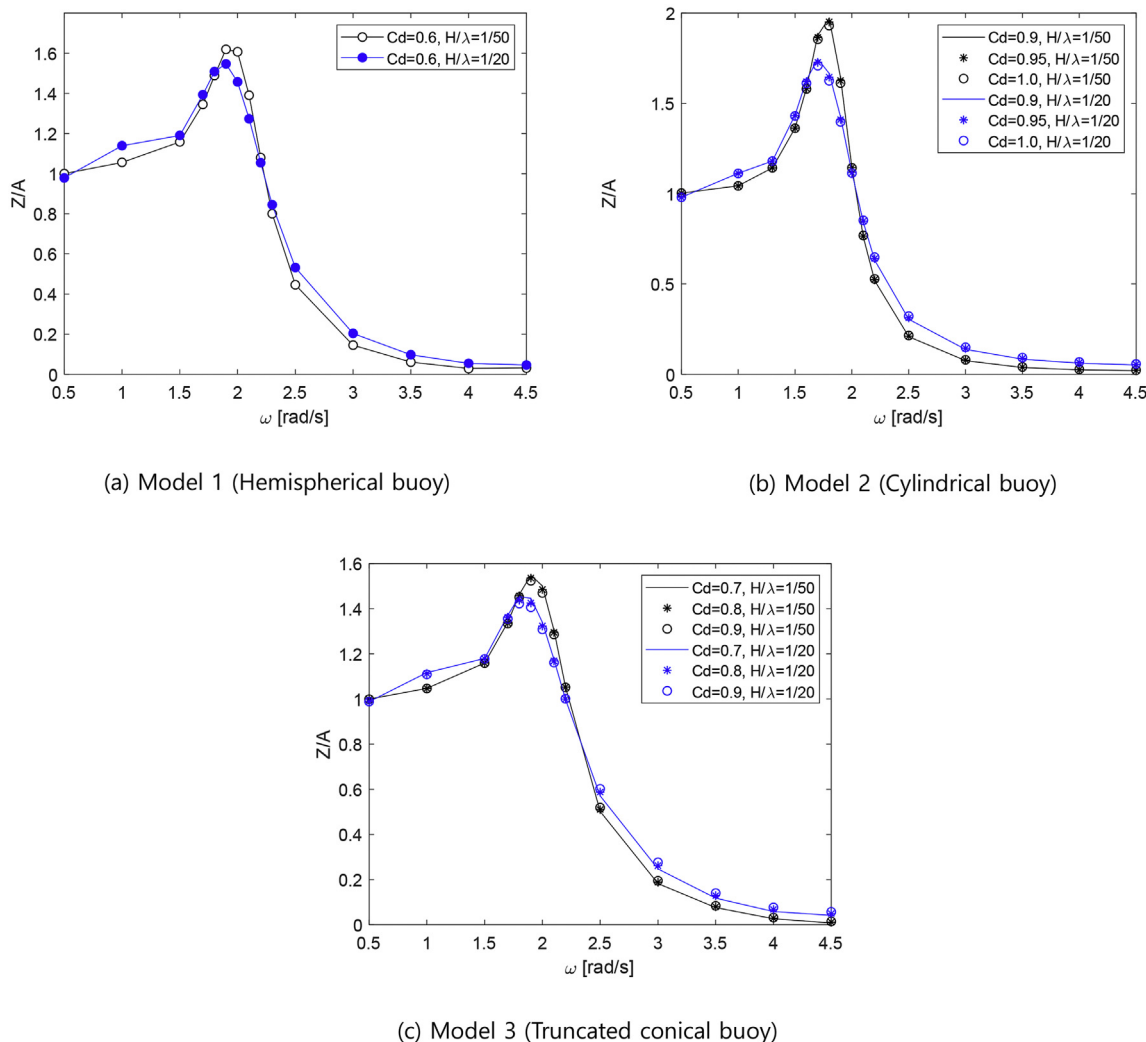 1.6
1.4
1.2
1
0.8
0.6
0.4
0.2
0
Z/A
0.5 1 1.5 2 2.5 3 3.5 4 4.5
ω [rad/s]
Cd=0.6, H/λ=1/50
Cd=0.6, H/λ=1/20
(a) Model 1 (Hemispherical buoy)
2
1.5
1
0.5
0
Z/A
0.5 1 1.5 2 2.5 3 3.5 4 4.5
ω [rad/s]
Cd=0.9, H/λ=1/50
Cd=0.95, H/λ=1/50
Cd=1.0, H/λ=1/50
Cd=0.9, H/λ=1/20
Cd=0.95, H/λ=1/20
Cd=1.0, H/λ=1/20
(b) Model 2 (Cylindrical buoy)
1.6
1.4
1.2
1
0.8
0.6
0.4
0.2
0
Z/A
0.5 1 1.5 2 2.5 3 3.5 4 4.5
ω [rad/s]
Cd=0.7, H/λ=1/50
Cd=0.8, H/λ=1/50
Cd=0.9, H/λ=1/50
Cd=0.7, H/λ=1/20
Cd=0.8, H/λ=1/20
Cd=0.9, H/λ=1/20
(c) Model 3 (Truncated conical buoy)